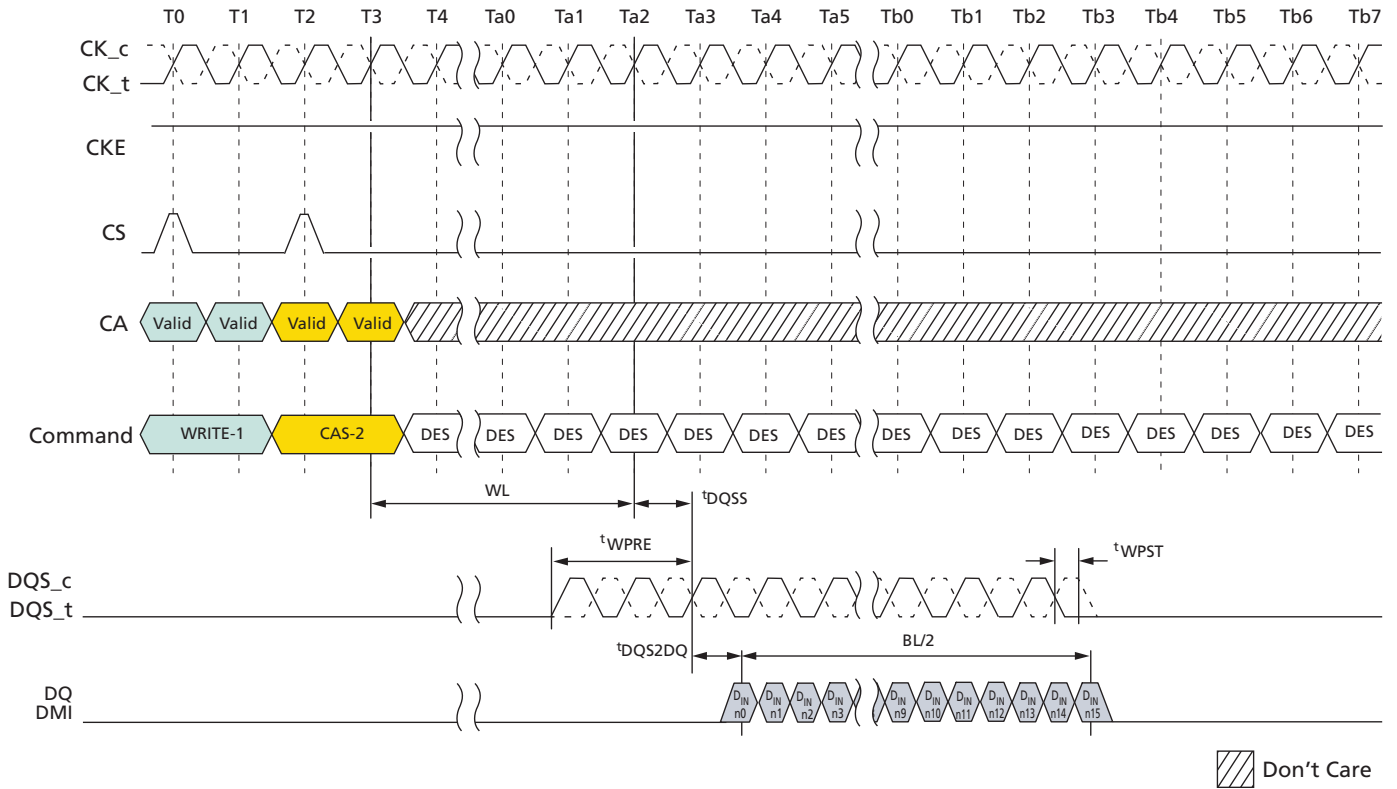 T0 T1 T2 T3 T4 Ta0 Ta1 Ta2 Ta3 Ta4 Ta5 Tb0 Tb1 Tb2 Tb3 Tb4 Tb5 Tb6 Tb7
CK_c
CK_t
CKE
CS
CA Valid Valid Valid Valid
Command WRITE-1 CAS-2 DES DES DES DES DES DES DES DES DES DES DES DES DES DES DES
WL tDQSS
tWPRE tWPST
DQS_c
DQS_t
tDQS2DQ BL/2
DQ DIN DIN DIN DIN DIN DIN DIN DIN DIN DIN DIN
DMI n0 n1 n2 n3 n9 n10 n11 n12 n13 n14 n15
Don't Care